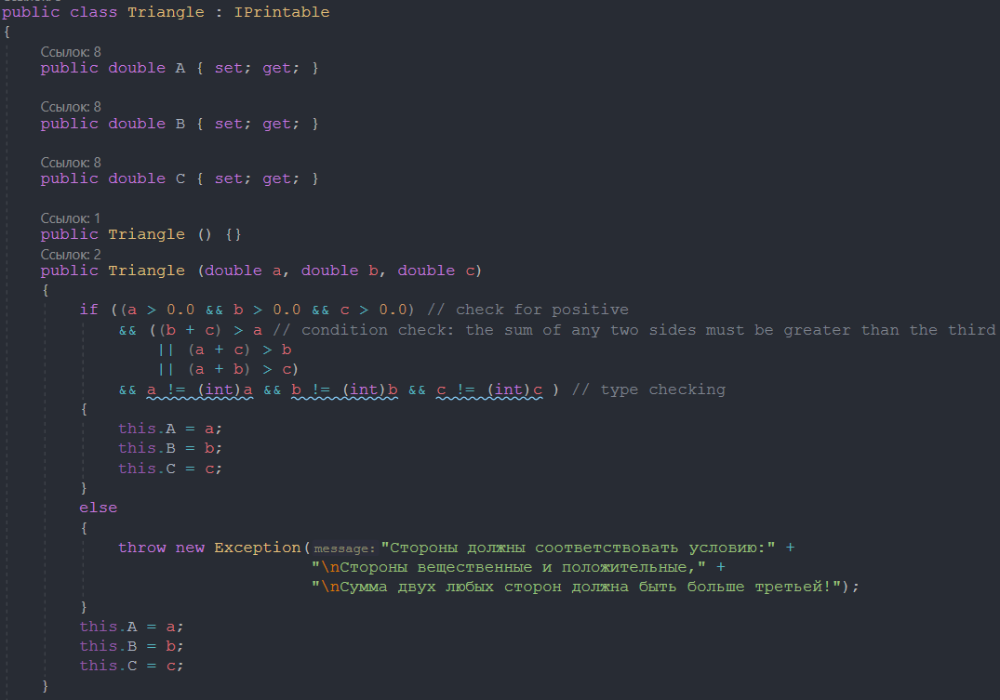 public class Triangle : IPrintable
{
Ссылок: 8
public double A { set; get; }
Ссылок: 8
public double B { set; get; }
Ссылок: 8
public double C { set; get; }
Ссылок: 1
public Triangle () {}
Ссылок: 2
public Triangle (double a, double b, double c)
{
if ((a > 0.0 && b > 0.0 && c > 0.0) // check for positive
&& ((b + c) > a // condition check: the sum of any two sides must be greater than the third
|| (a + c) > b
|| (a + b) > c)
&& a != (int)a && b != (int)b && c != (int)c ) // type checking
{
this.A = a;
this.B = b;
this.C = c;
}
else
{
throw new Exception(message: "Стороны должны соответствовать условию:" +
"\nСтороны вещественные и положительные," +
"\nСумма двух любых сторон должна быть больше третьей!");
}
this.A = a;
this.B = b;
this.C = c;
}